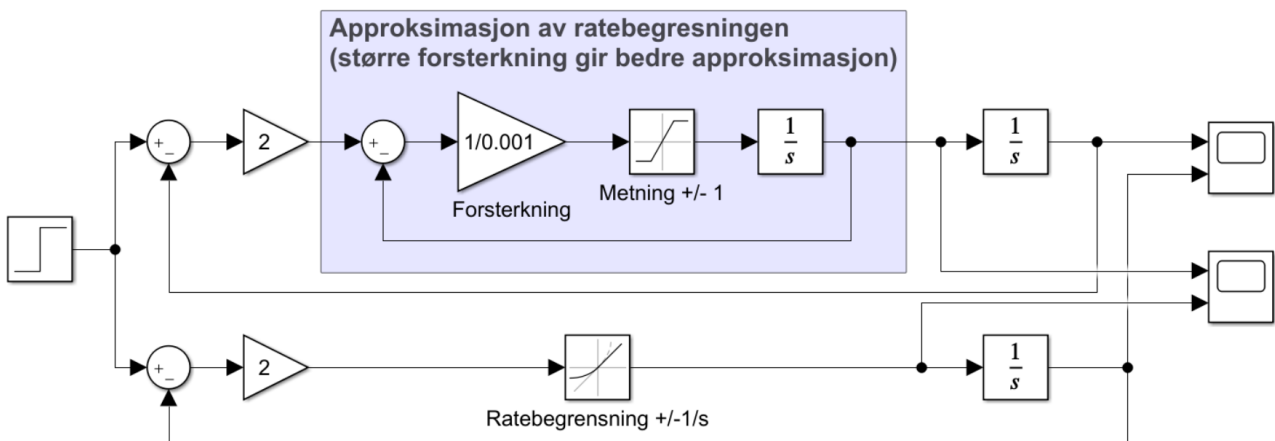 Approksimasjon av ratebegresningen
(større forsterkning gir bedre approksimasjon)
+
−
2
+
−
1/0.001
Forsterkning
Metning +/- 1
1
s
1
s
+
−
2
Ratebegrensning +/-1/s
1
s